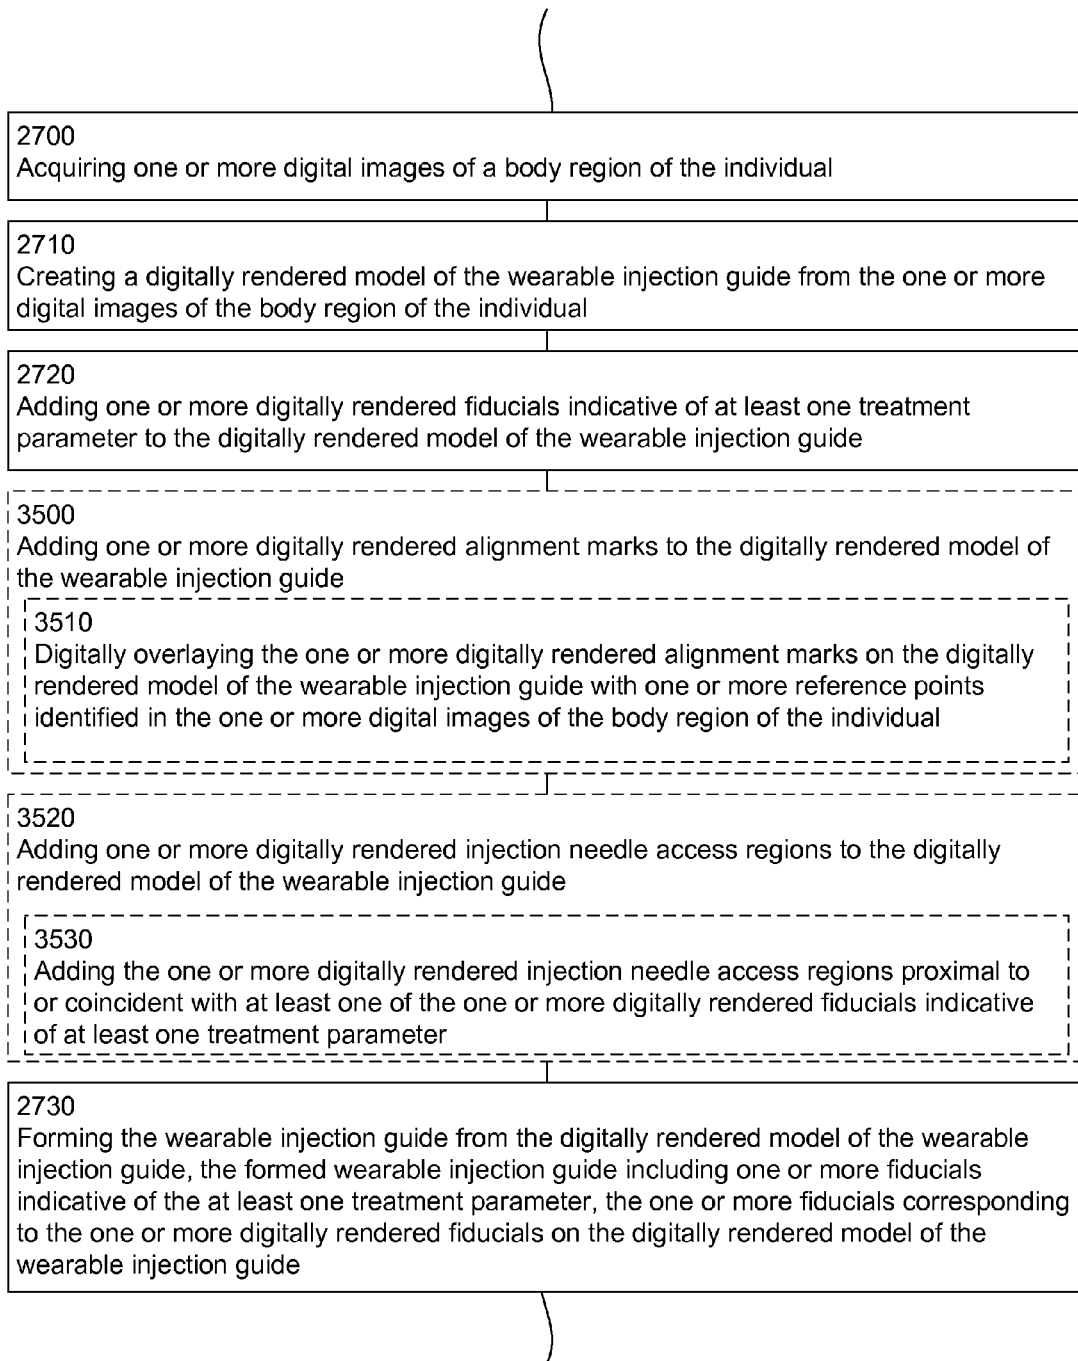 2700
Acquiring one or more digital images of a body region of the individual
2710
Creating a digitally rendered model of the wearable injection guide from the one or more
digital images of the body region of the individual
2720
Adding one or more digitally rendered fiducials indicative of at least one treatment
parameter to the digitally rendered model of the wearable injection guide
3500
Adding one or more digitally rendered alignment marks to the digitally rendered model of
the wearable injection guide
3510
Digitally overlaying the one or more digitally rendered alignment marks on the digitally
rendered model of the wearable injection guide with one or more reference points
identified in the one or more digital images of the body region of the individual
3520
Adding one or more digitally rendered injection needle access regions to the digitally
rendered model of the wearable injection guide
3530
Adding the one or more digitally rendered injection needle access regions proximal to
or coincident with at least one of the one or more digitally rendered fiducials indicative
of at least one treatment parameter
2730
Forming the wearable injection guide from the digitally rendered model of the wearable
injection guide, the formed wearable injection guide including one or more fiducials
indicative of the at least one treatment parameter, the one or more fiducials corresponding
to the one or more digitally rendered fiducials on the digitally rendered model of the
wearable injection guide